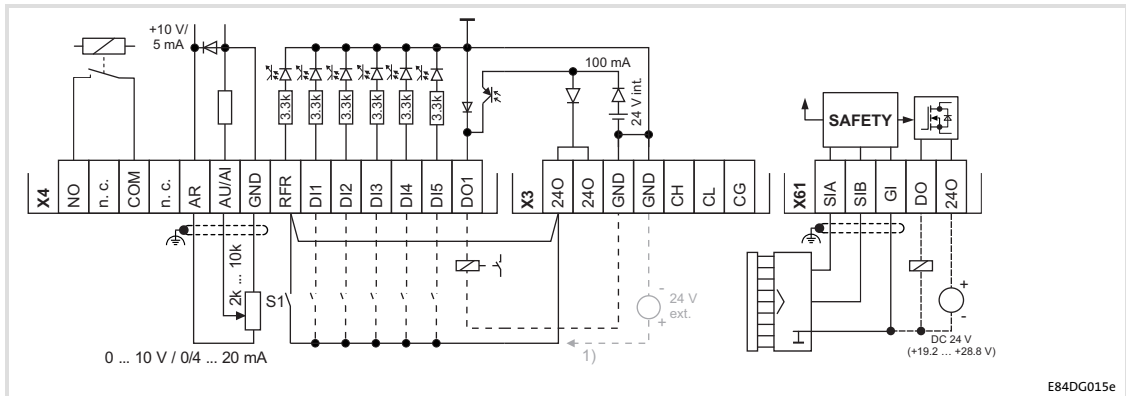 +10 V/
5 mA
100 mA
24 V int.
3.3k
3.3k
3.3k
3.3k
3.3k
3.3k
SAFETY
X4
NO
n. c.
COM
n. c.
AR
AU/AI
GND
RFR
DI1
DI2
DI3
DI4
DI5
DO1
X3
24O
24O
GND
GND
CH
CL
CG
X61
SIA
SIB
GI
DO
24O
2k ... 10k
S1
-
24 V
ext.
+
1)
+
-
DC 24 V
(+19.2 ... +28.8 V)
0 ... 10 V / 0/4 ... 20 mA
E84DG015e